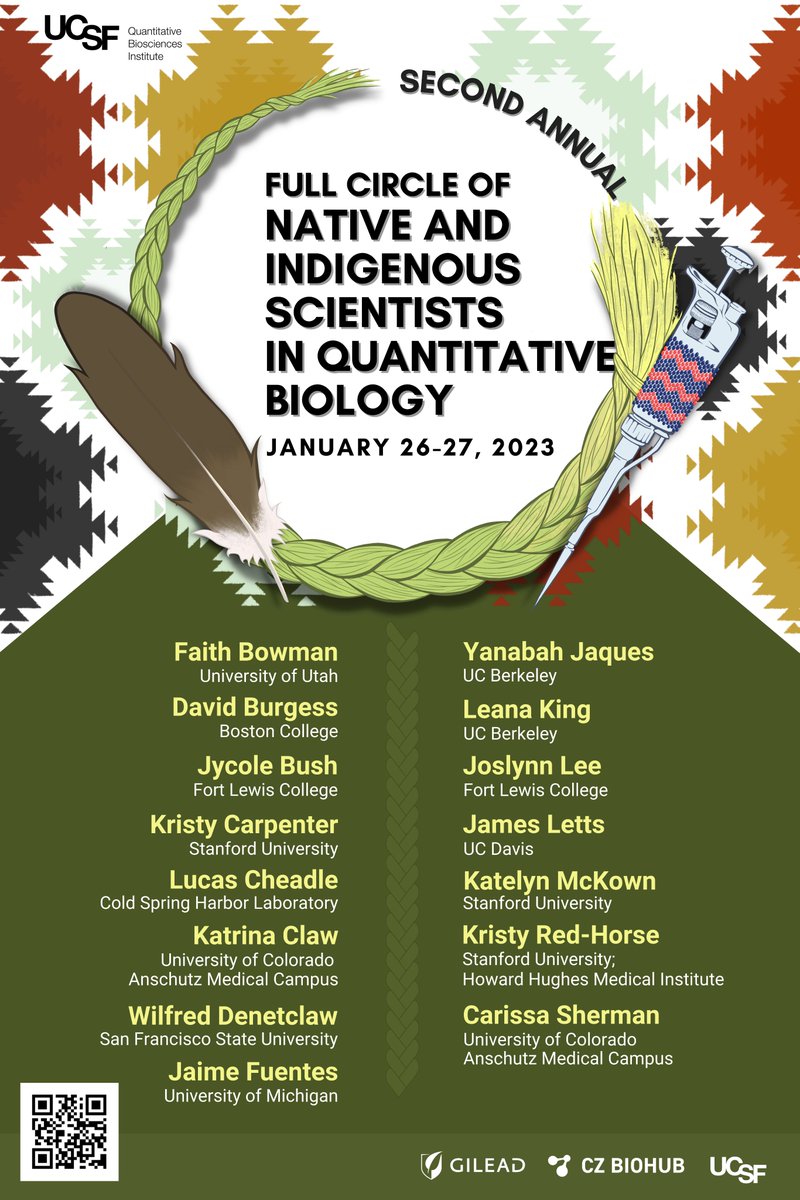 UCSF
Quantitative
Biosciences
Institute
SECOND ANNUAL
FULL CIRCLE OF
NATIVE AND
INDIGENOUS
SCIENTISTS
IN QUANTITATIVE
BIOLOGY
JANUARY 26-27, 2023
Faith Bowman
University of Utah
David Burgess
Boston College
Jycole Bush
Fort Lewis College
Kristy Carpenter
Stanford University
Lucas Cheadle
Cold Spring Harbor Laboratory
Katrina Claw
University of Colorado
Anschutz Medical Campus
Wilfred Denetclaw
San Francisco State University
Jaime Fuentes
University of Michigan
Yanabah Jaques
UC Berkeley
Leana King
UC Berkeley
Joslynn Lee
Fort Lewis College
James Letts
UC Davis
Katelyn McKown
Stanford University
Kristy Red-Horse
Stanford University;
Howard Hughes Medical Institute
Carissa Sherman
University of Colorado
Anschutz Medical Campus
GILEAD
CZ BIOHUB
UCSF